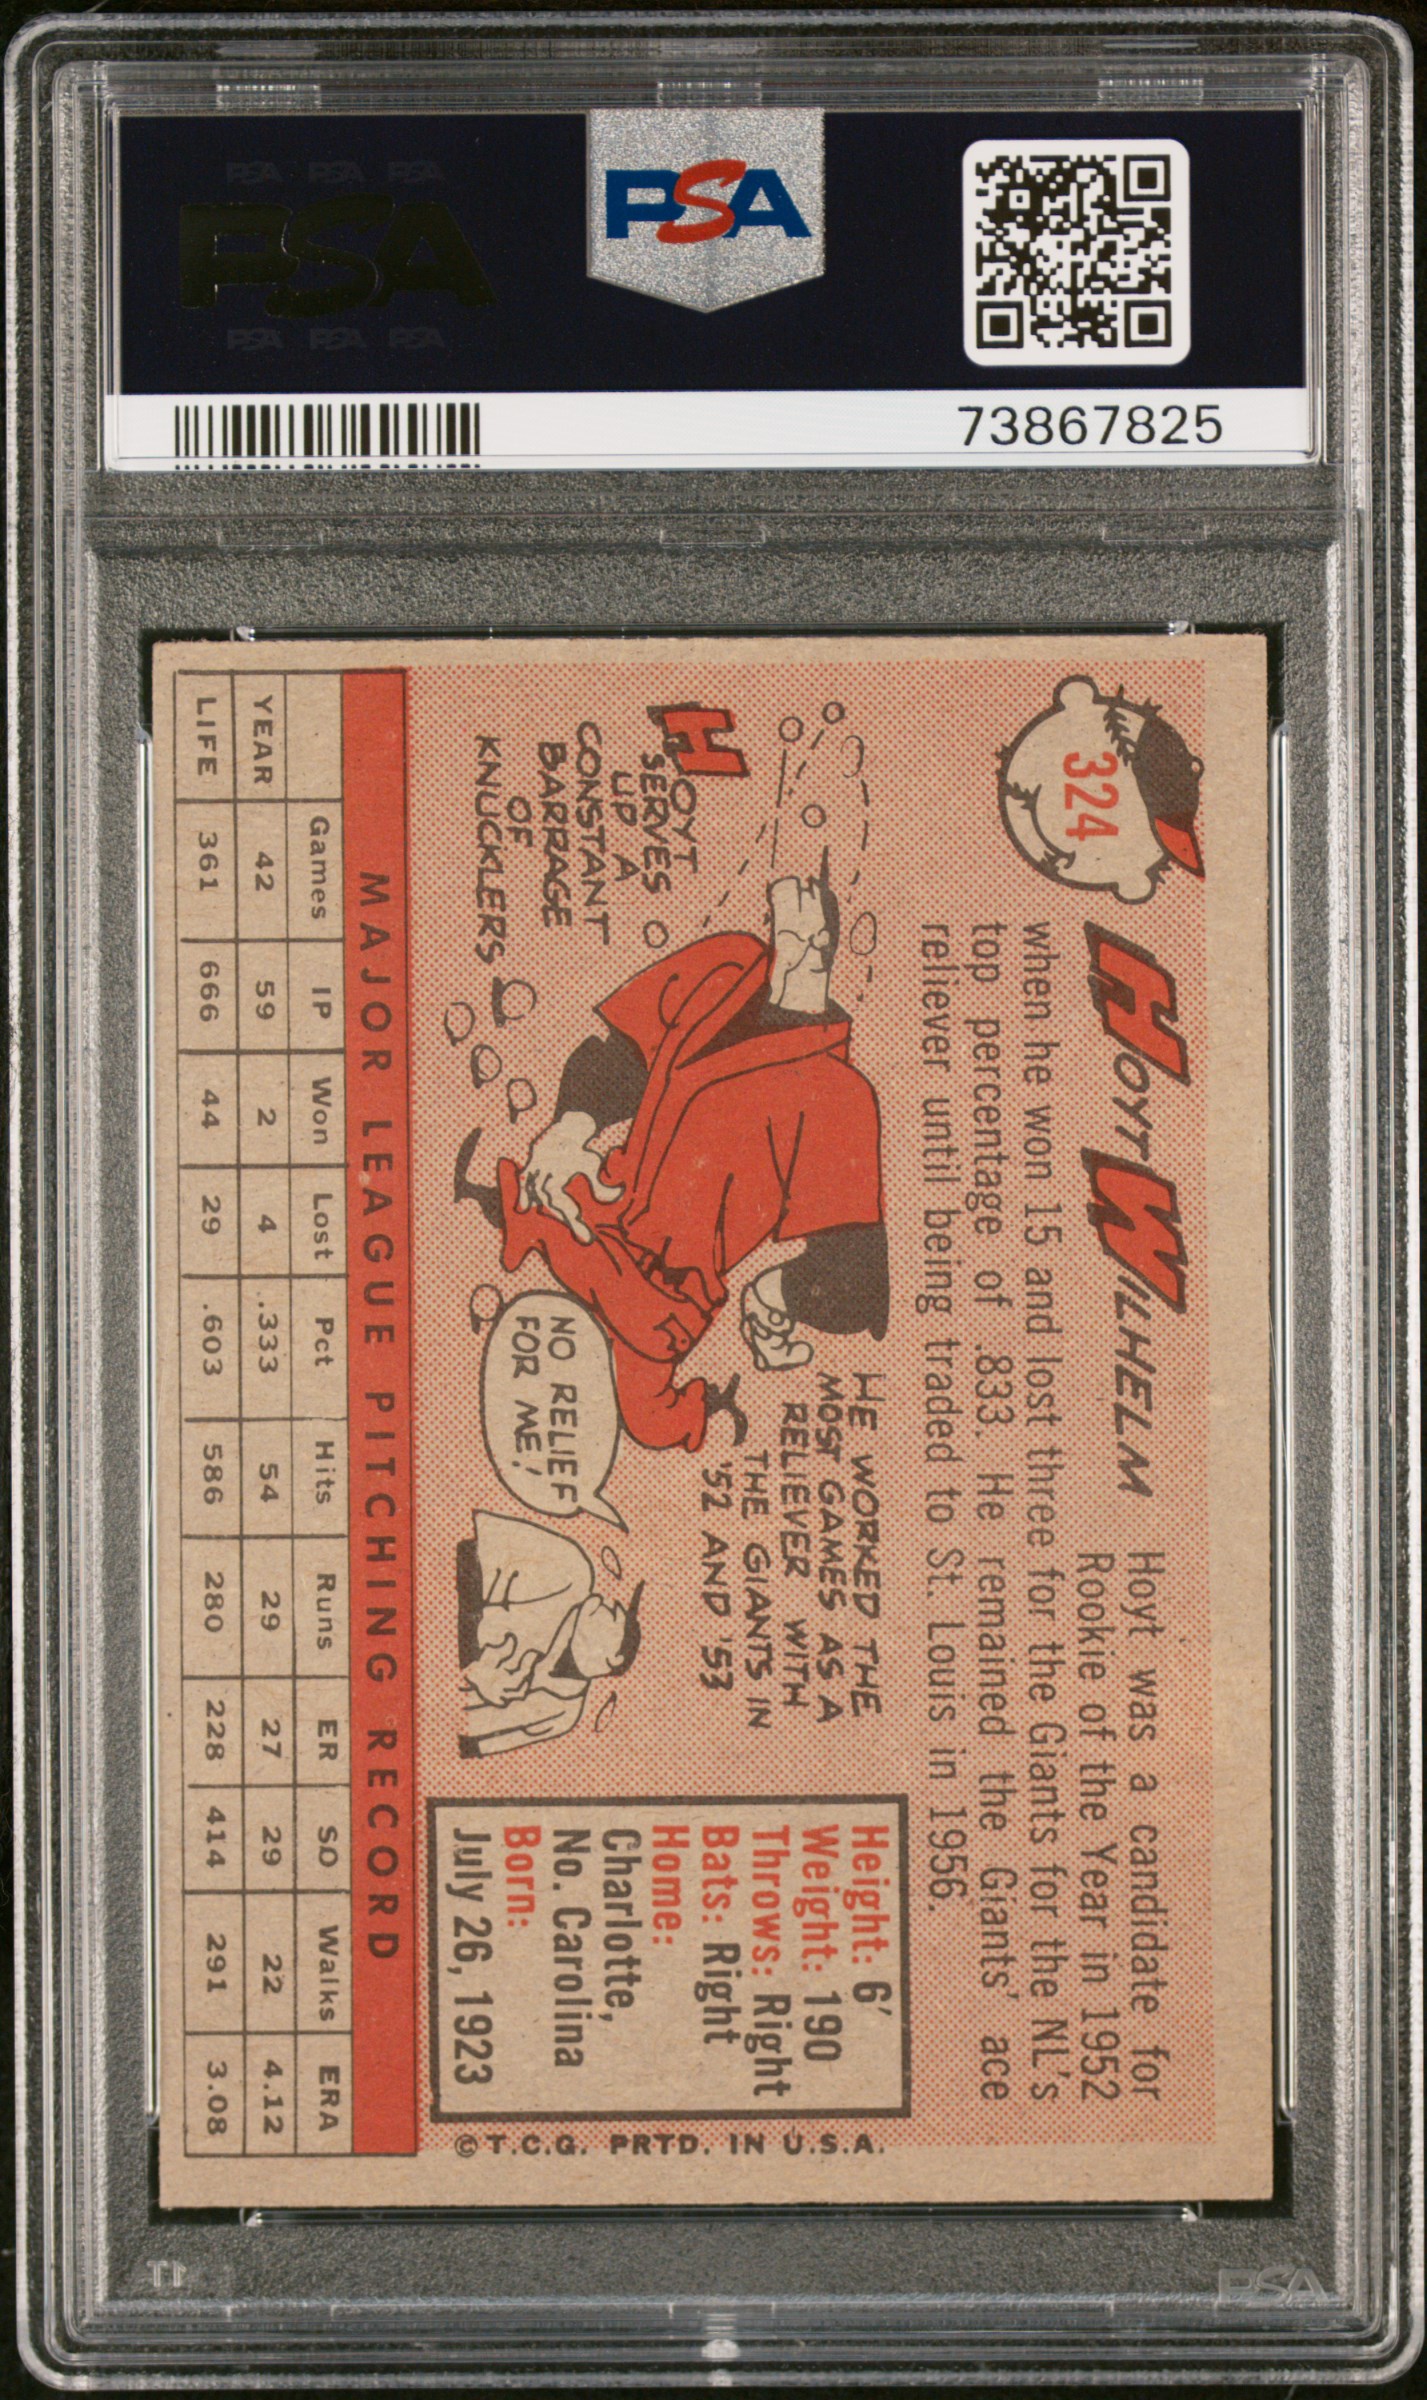 PSA PSA PSA
PSA
PSA PSA PSA
PSA
73867825
324
HOYT WILHELM
Hoyt was a candidate for
Rookie of the Year in 1952
when he won 15 and lost three for the Giants for the NL's
top percentage of .833. He remained the Giants' ace
reliever until being traded to St. Louis in 1956.
HOYT
SERVES
UP A
CONSTANT
BARRAGE
OF
KNUCKLERS
HE WORKED THE
MOST GAMES AS A
RELIEVER WITH
THE GIANTS IN
'52 AND '53
NO RELIEF
FOR ME!
Height: 6'
Weight: 190
Throws: Right
Bats: Right
Home:
Charlotte,
No. Carolina
Born:
July 26, 1923
© T.C.G. PRTD. IN U.S.A.
MAJOR LEAGUE PITCHING RECORD
Games IP Won Lost Pct Hits Runs ER SO Walks ERA
YEAR 42 59 2 4 ..333 54 29 27 29 22 4.12
LIFE 361 666 44 29 .603 586 280 228 414 291 3.08
11
PSA